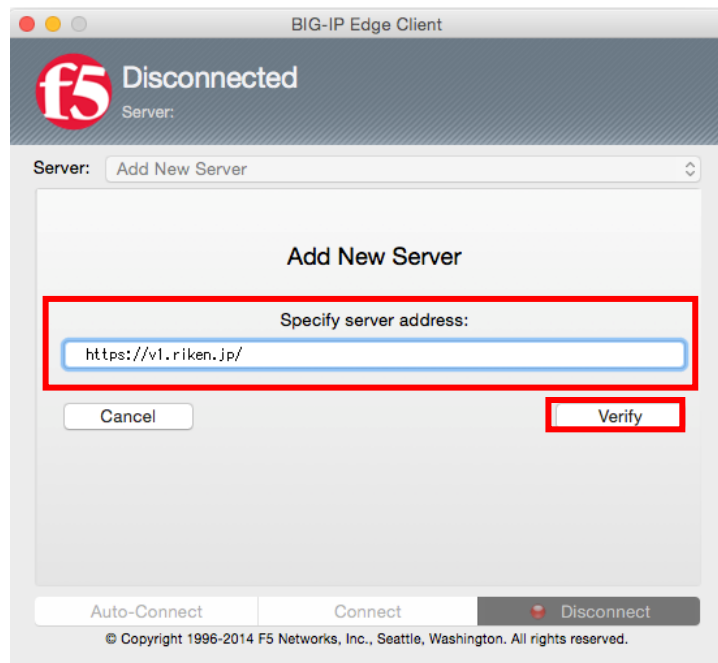 BIG-IP Edge Client
f5
Disconnected
Server:
Server: Add New Server
Add New Server
Specify server address:
https://v1.riken.jp/
Cancel Verify
Auto-Connect Connect Disconnect
© Copyright 1996-2014 F5 Networks, Inc., Seattle, Washington. All rights reserved.